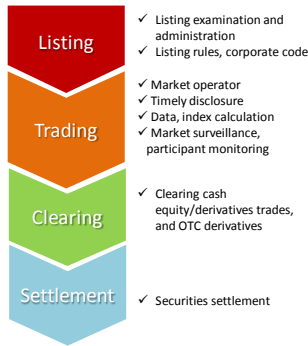 Listing
✓ Listing examination and
administration
✓ Listing rules, corporate code
Trading
✓ Market operator
✓ Timely disclosure
✓ Data, index calculation
✓ Market surveillance,
participant monitoring
Clearing
✓ Clearing cash
equity/derivatives trades,
and OTC derivatives
Settlement
✓ Securities settlement